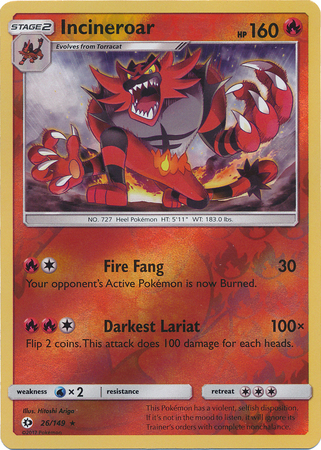 STAGE2 Incineroar HP 160
Evolves from Torracat
NO. 727 Heel Pokémon HT: 5'11" WT: 183.0 lbs.
Fire Fang 30
Your opponent's Active Pokémon is now Burned.
Darkest Lariat 100×
Flip 2 coins. This attack does 100 damage for each heads.
weakness ×2 resistance retreat
Illus. Hitoshi Ariga
This Pokémon has a violent, selfish disposition.
If it's not in the mood to listen, it will ignore its
Trainer's orders with complete nonchalance.
26/149 ★